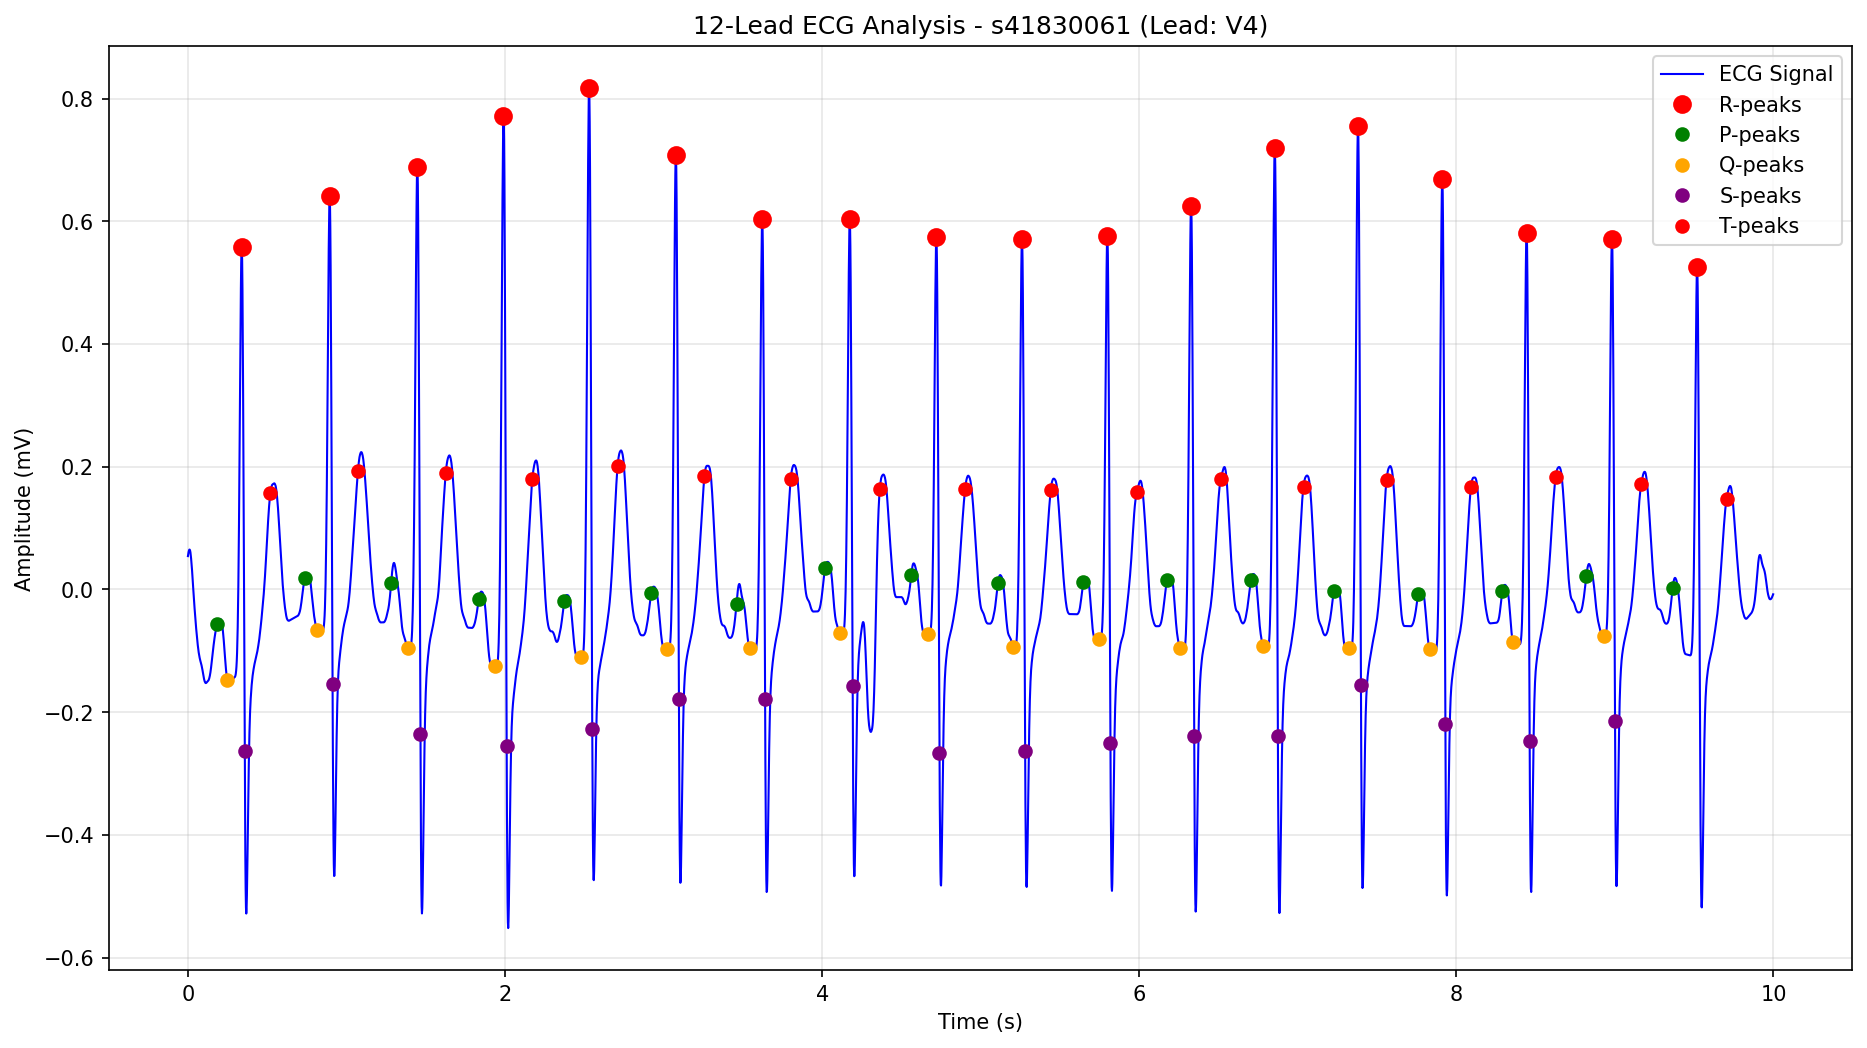 12-Lead ECG Analysis - s41830061 (Lead: V4)
ECG Signal
R-peaks
P-peaks
Q-peaks
S-peaks
T-peaks
Amplitude (mV)
0.8
0.6
0.4
0.2
0.0
−0.2
−0.4
−0.6
0 2 4 6 8 10
Time (s)